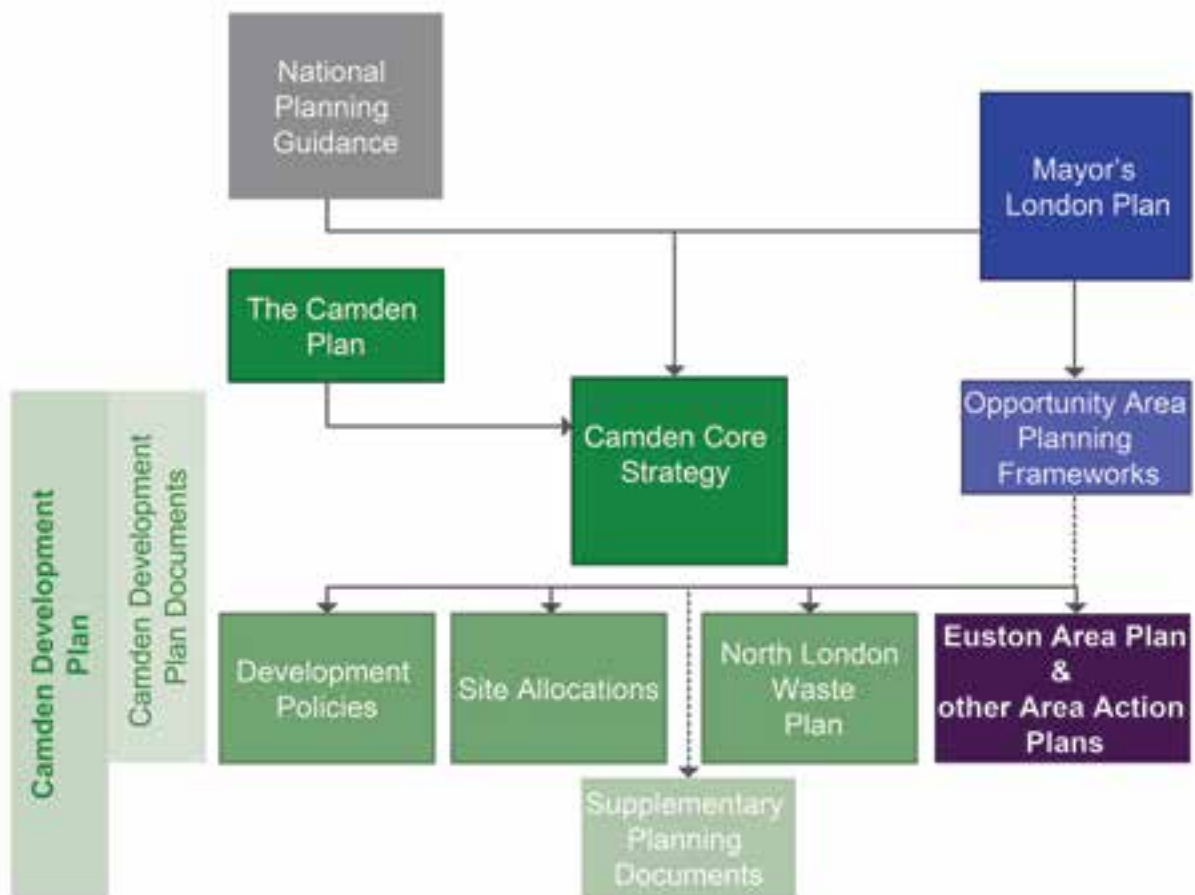 National
Planning
Guidance
Mayor's
London Plan
The Camden
Plan
Camden Core
Strategy
Opportunity Area
Planning
Frameworks
Camden Development
Plan
Camden Development
Plan Documents
Development
Policies
Site Allocations
North London
Waste
Plan
Euston Area Plan
&
other Area Action
Plans
Supplementary
Planning
Documents